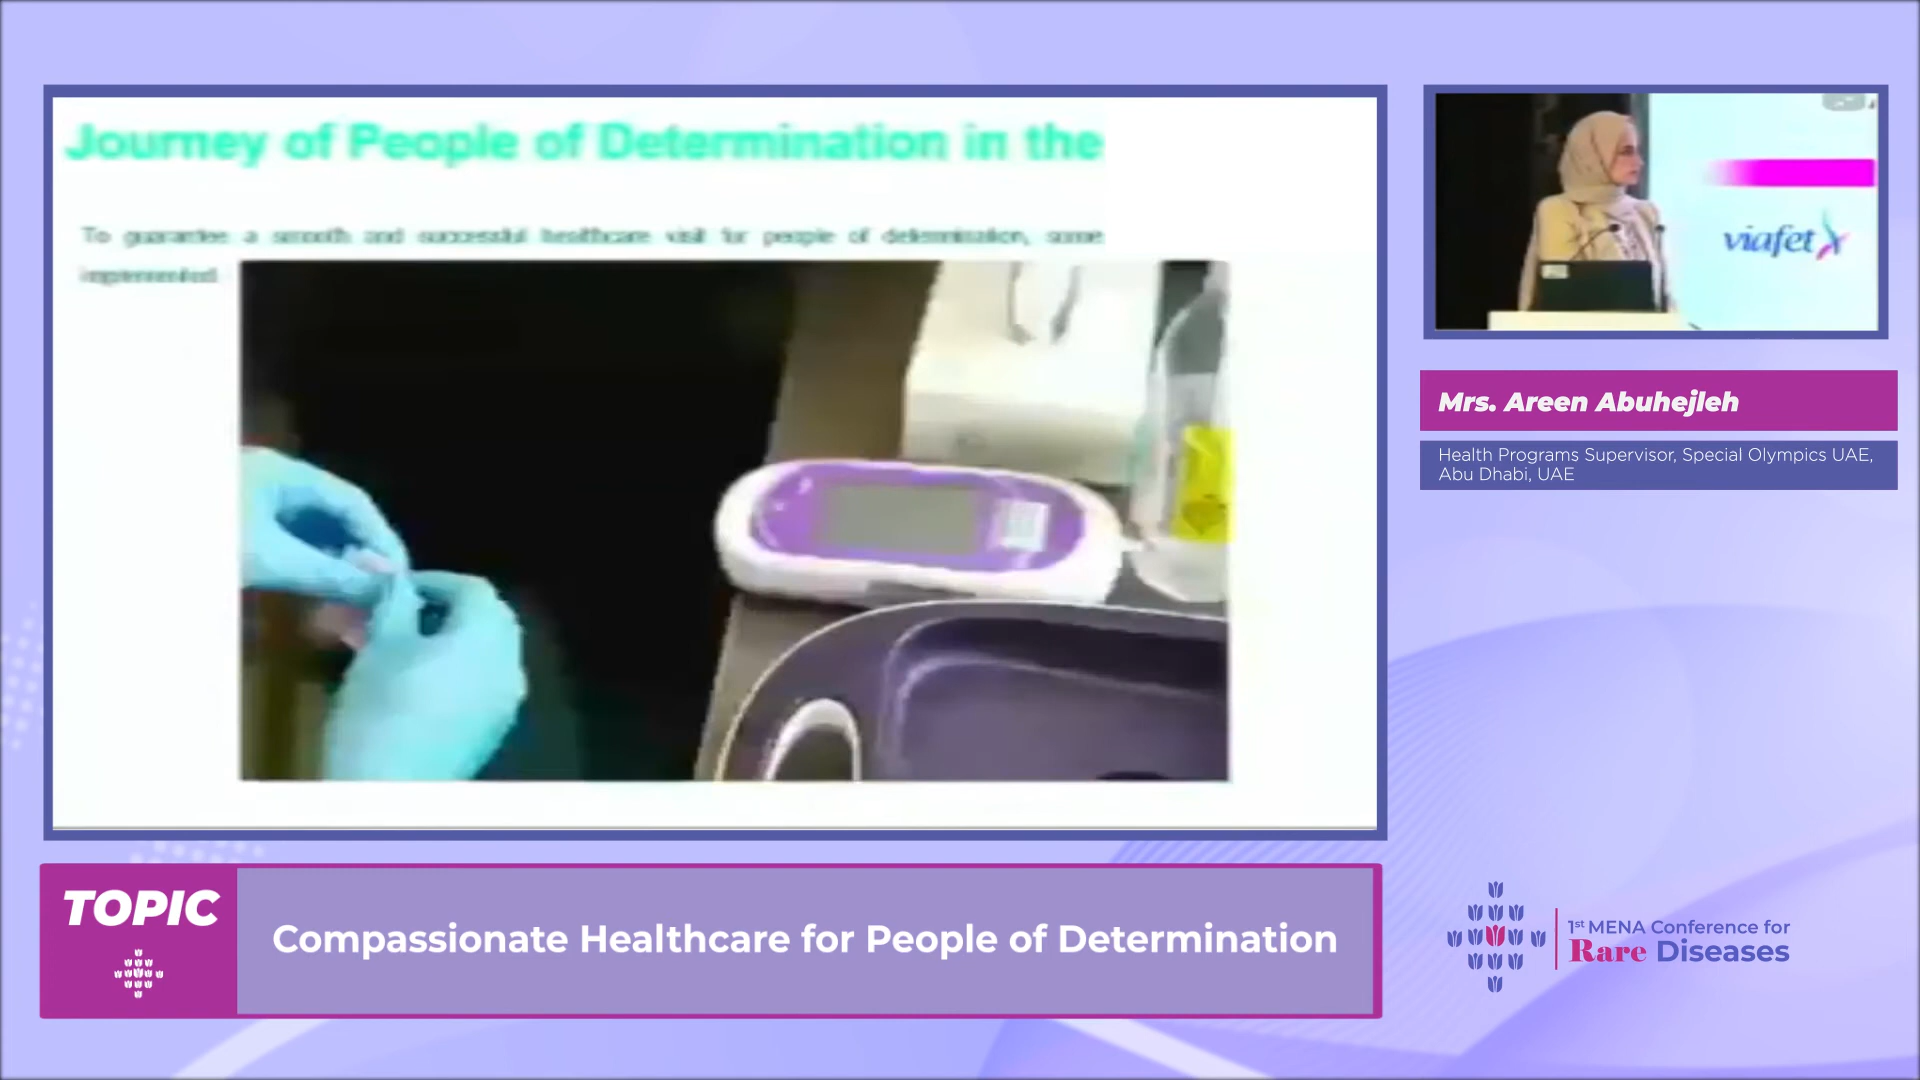 Journey of People of Determination in the
To guarantee a smooth and successful healthcare visit for people of determination, some
implemented.
viafet
Mrs. Areen Abuhejleh
Health Programs Supervisor, Special Olympics UAE,
Abu Dhabi, UAE
TOPIC
Compassionate Healthcare for People of Determination
1st MENA Conference for
Rare Diseases